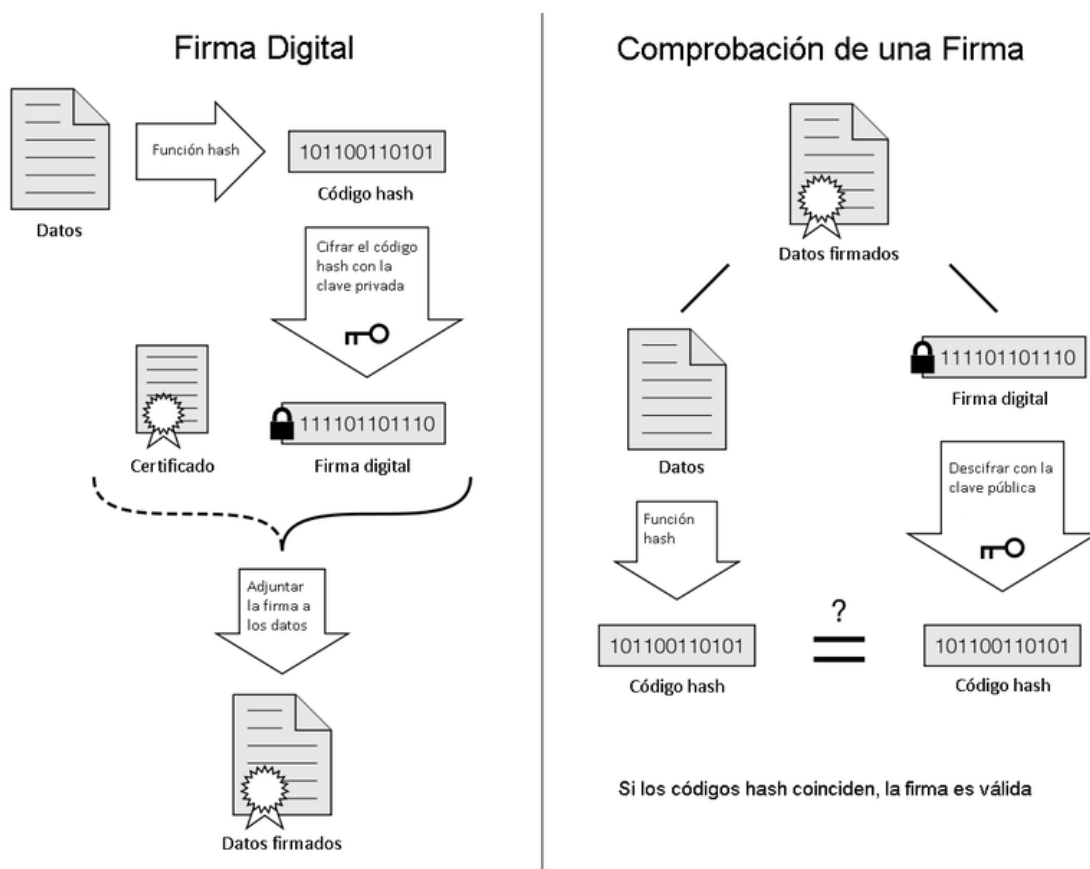 Firma Digital
Datos
Función hash
101100110101
Código hash
Cifrar el código
hash con la
clave privada
Certificado
111101101110
Firma digital
Adjuntar
la firma a
los datos
Datos firmados
Comprobación de una Firma
Datos firmados
Datos
111101101110
Firma digital
Función
hash
Descifrar con la
clave pública
101100110101
Código hash
?
=
101100110101
Código hash
Si los códigos hash coinciden, la firma es válida